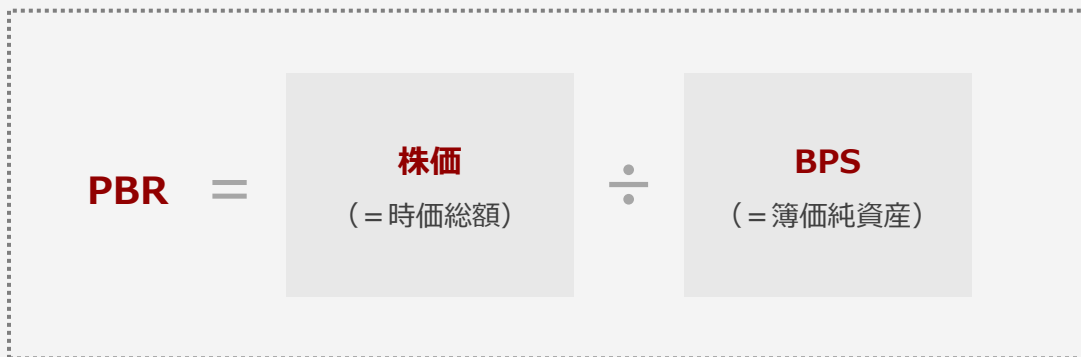 PBR = 株価 ÷ BPS
(=時価総額) (=簿価純資産)